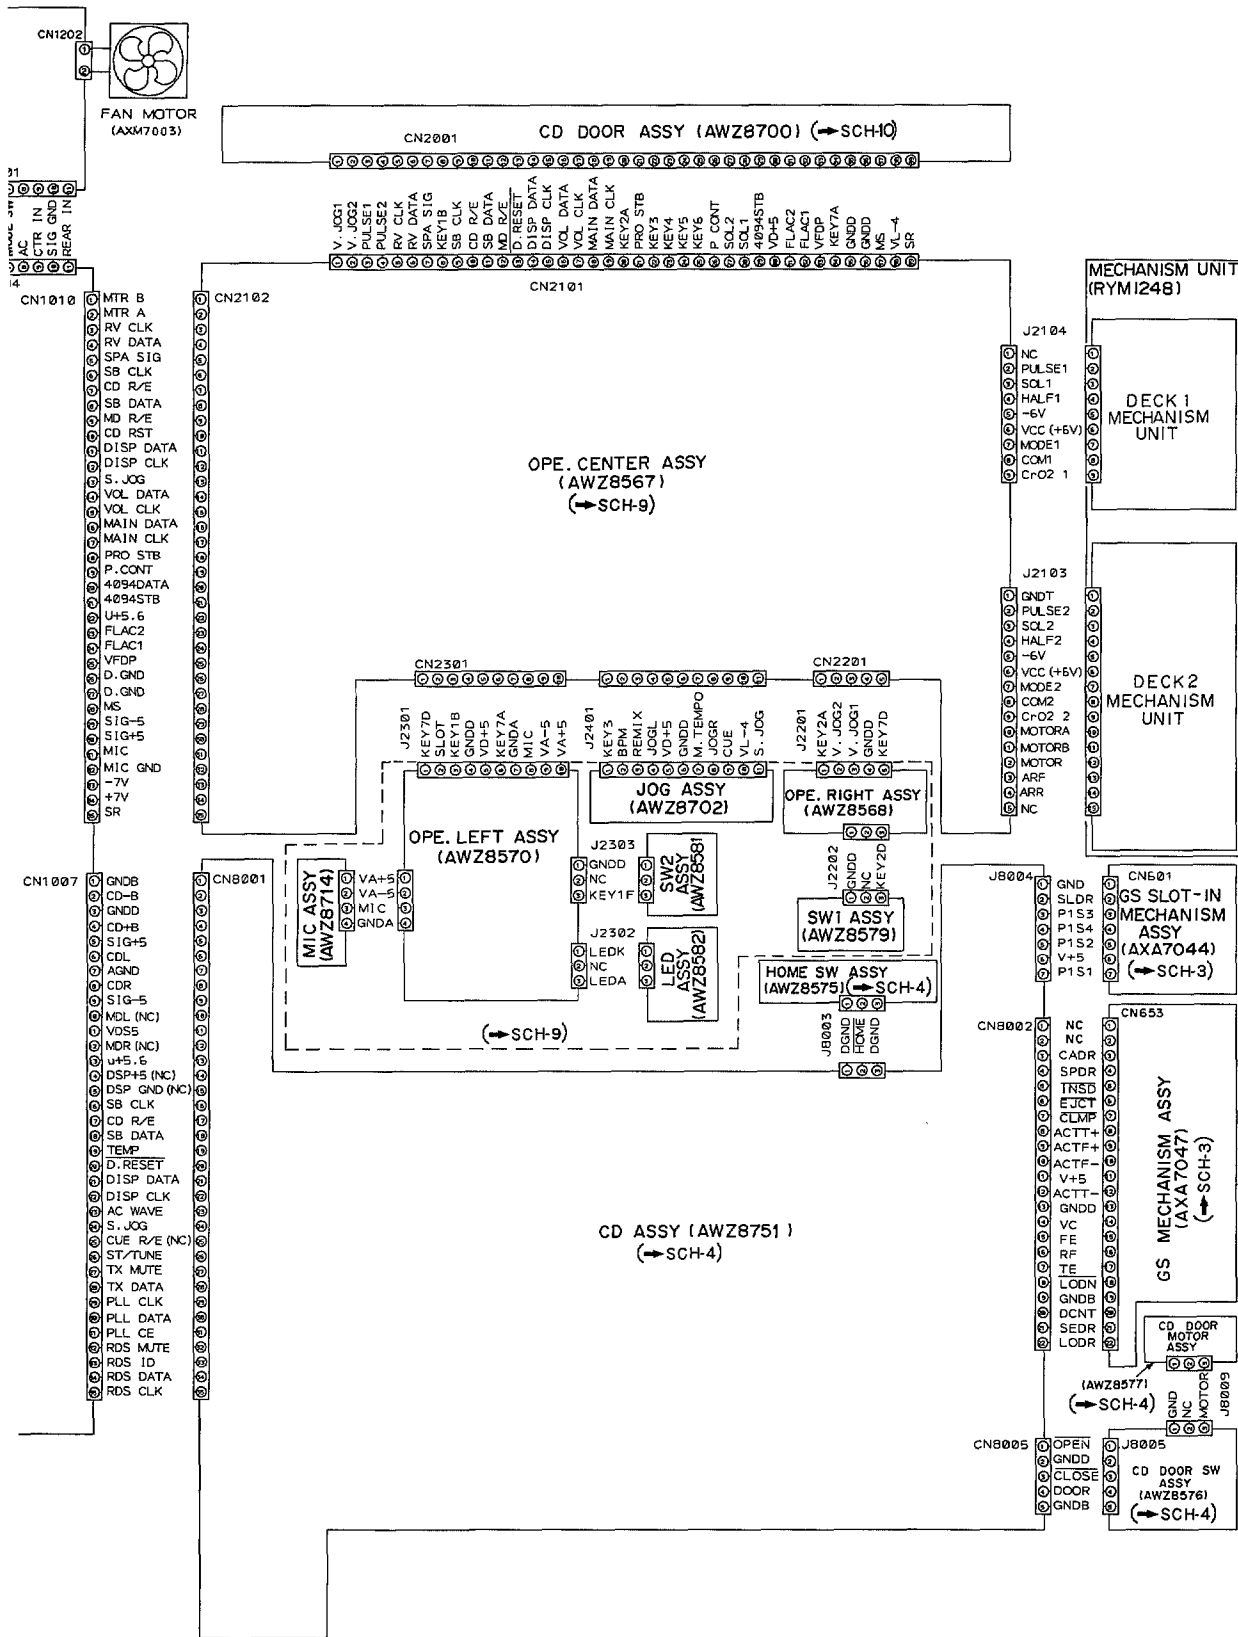 CN1202
FAN MOTOR
(AXM7003)
CD DOOR ASSY (AWZ8700) (➞SCH-10)
CN2001
AC
CTR IN
SIG GND
REAR IN
V.JOG1
V.JOG2
PULSE1
PULSE2
RV CLK
RV DATA
SPA SIG
KEY1B
SB CLK
CD R/E
SB DATA
MD R/E
D.RESET
DISP DATA
DISP CLK
VOL DATA
VOL CLK
MAIN DATA
MAIN CLK
KEY2A
PRO STB
KEY3
KEY4
KEY5
KEY6
P.CONT
SOL2
SOL1
4094STB
VD+5
FLAC2
FLAC1
VFDP
KEY7A
GNDD
GNDD
MS
VL-4
SR
CN2101
CN1010
MTR B
MTR A
RV CLK
RV DATA
SPA SIG
SB CLK
CD R/E
SB DATA
MD R/E
CD RST
DISP DATA
DISP CLK
S.JOG
VOL DATA
VOL CLK
MAIN DATA
MAIN CLK
PRO STB
P.CONT
4094DATA
4094STB
U+5.6
FLAC2
FLAC1
VFDP
D.GND
D.GND
MS
SIG-5
SIG+5
MIC
MIC GND
-7V
+7V
SR
CN2102
OPE. CENTER ASSY
(AWZ8567)
(➞SCH-9)
MECHANISM UNIT
(RYM1248)
J2104
NC
PULSE1
SOL1
HALF1
-6V
VCC (+6V)
MODE1
COM1
CrO2 1
DECK 1
MECHANISM
UNIT
J2103
GNDT
PULSE2
SOL2
HALF2
-6V
VCC (+6V)
MODE2
COM2
CrO2 2
MOTORA
MOTORB
MOTOR
ARF
ARR
NC
DECK2
MECHANISM
UNIT
CN2301
CN2201
J2301
KEY7D
SLOT
KEY1B
GNDD
VD+5
KEY7A
GNDA
MIC
VA-5
VA+5
J2401
KEY3
BPM
REMIX
JOGL
VD+5
GNDD
M.TEMPO
JOGR
CUE
VL-4
S.JOG
J2201
KEY2A
V.JOG2
V.JOG1
GNDD
KEY7D
JOG ASSY
(AWZ8702)
OPE. RIGHT ASSY
(AWZ8568)
OPE. LEFT ASSY
(AWZ8570)
MIC ASSY
(AWZ8714)
VA+5
VA-5
MIC
GNDA
J2303
GNDD
NC
KEY1F
SW2
ASSY
(AWZ8581)
J2302
LEDK
NC
LEDA
LED
ASSY
(AWZ8582)
J2202
GNDD
NC
KEY2D
SW1 ASSY
(AWZ8579)
HOME SW ASSY
(AWZ8575) (➞SCH-4)
J8003
DGND
HOME
DGND
(➞SCH-9)
CN1007
GNDB
CD-B
GNDD
CD+B
SIG+5
CDL
AGND
CDR
SIG-5
MDL (NC)
VDS5
MDR (NC)
u+5.6
DSP+5 (NC)
DSP GND (NC)
SB CLK
CD R/E
SB DATA
TEMP
D.RESET
DISP DATA
DISP CLK
AC WAVE
S.JOG
CUE R/E (NC)
ST/TUNE
TX MUTE
TX DATA
PLL CLK
PLL DATA
PLL CE
RDS MUTE
RDS ID
RDS DATA
RDS CLK
CN8001
CD ASSY (AWZ8751)
(➞SCH-4)
J8004
GND
SLDR
P1S3
P1S4
P1S2
V+5
P1S1
CN601
GS SLOT-IN
MECHANISM
ASSY
(AXA7044)
(➞SCH-3)
CN8002
NC
NC
CADR
SPDR
INSD
EJCT
CLMP
ACTT+
ACTF+
ACTF-
V+5
ACTT-
GNDD
VC
FE
RF
TE
LODN
GNDB
DCNT
SEDR
LODR
CN653
GS MECHANISM ASSY
(AXA7047)
(➞SCH-3)
CD DOOR
MOTOR
ASSY
(AWZ8577)
(➞SCH-4)
GND
NC
MOTOR
J8009
CN8005
OPEN
GNDD
CLOSE
DOOR
GNDB
J8005
CD DOOR SW
ASSY
(AWZ8576)
(➞SCH-4)